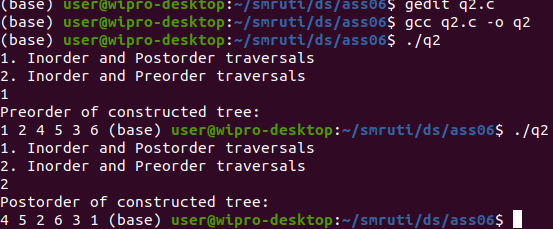 (base) user@wipro-desktop:~/smruti/ds/ass06$ gedit q2.c
(base) user@wipro-desktop:~/smruti/ds/ass06$ gcc q2.c -o q2
(base) user@wipro-desktop:~/smruti/ds/ass06$ ./q2
1. Inorder and Postorder traversals
2. Inorder and Preorder traversals
1
Preorder of constructed tree:
1 2 4 5 3 6 (base) user@wipro-desktop:~/smruti/ds/ass06$ ./q2
1. Inorder and Postorder traversals
2. Inorder and Preorder traversals
2
Postorder of constructed tree:
4 5 2 6 3 1 (base) user@wipro-desktop:~/smruti/ds/ass06$